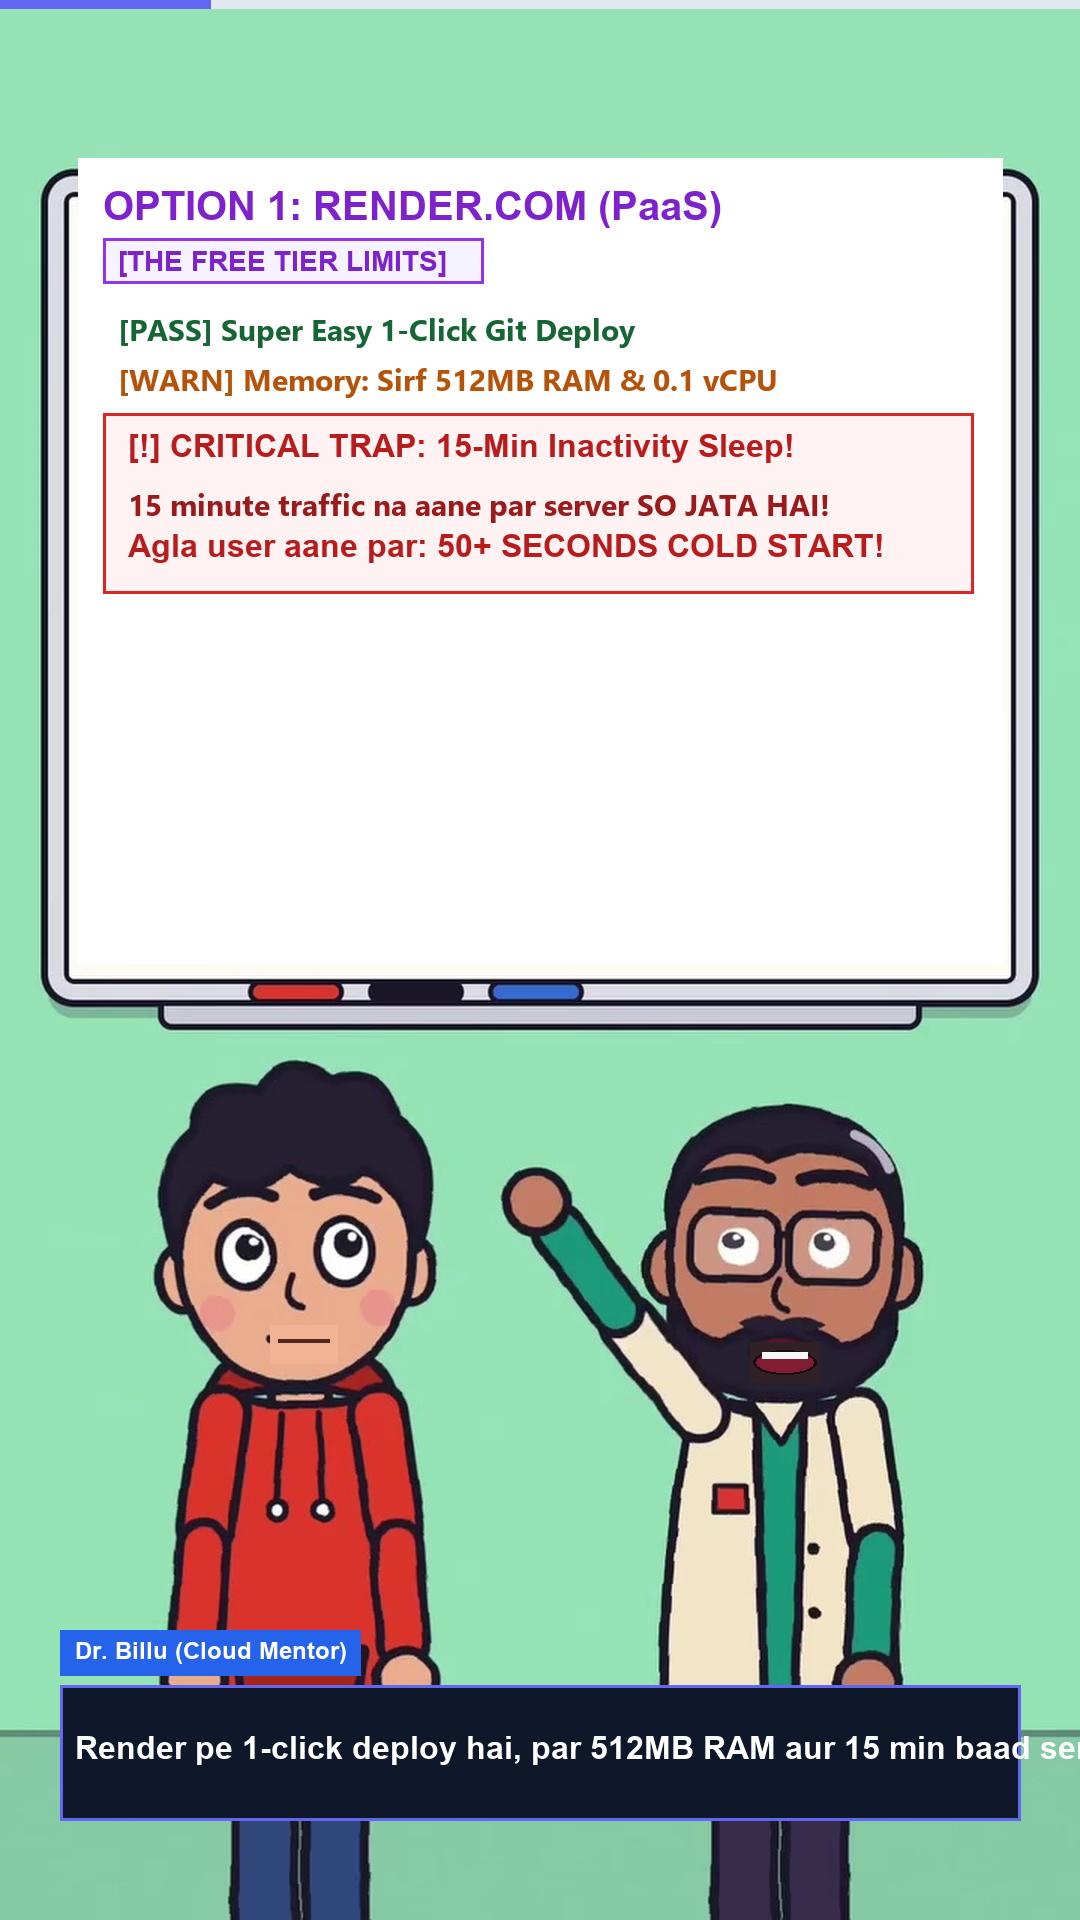 OPTION 1: RENDER.COM (PaaS)
[THE FREE TIER LIMITS]
[PASS] Super Easy 1-Click Git Deploy
[WARN] Memory: Sirf 512MB RAM & 0.1 vCPU
[!] CRITICAL TRAP: 15-Min Inactivity Sleep!
15 minute traffic na aane par server SO JATA HAI!
Agla user aane par: 50+ SECONDS COLD START!
Dr. Billu (Cloud Mentor)
Render pe 1-click deploy hai, par 512MB RAM aur 15 min baad